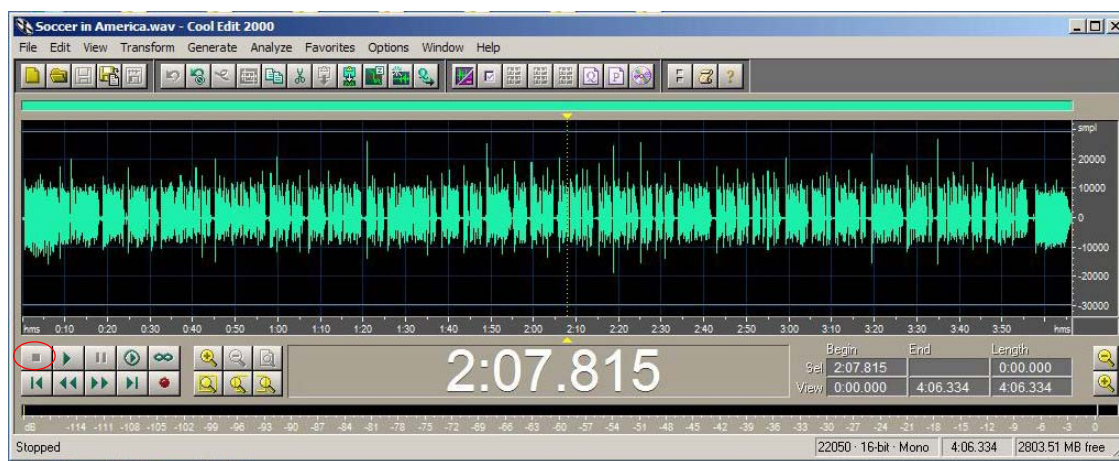 Soccer in America.wav - Cool Edit 2000
File Edit View Transform Generate Analyze Favorites Options Window Help
F ?
smpl
20000
10000
0
-10000
-20000
-30000
hms 0:10 0:20 0:30 0:40 0:50 1:00 1:10 1:20 1:30 1:40 1:50 2:00 2:10 2:20 2:30 2:40 2:50 3:00 3:10 3:20 3:30 3:40 3:50 hms
2:07.815
Begin End Length
Sel 2:07.815 0:00.000
View 0:00.000 4:06.334 4:06.334
dB -114 -111 -108 -105 -102 -99 -96 -93 -90 -87 -84 -81 -78 -75 -72 -69 -66 -63 -60 -57 -54 -51 -48 -45 -42 -39 -36 -33 -30 -27 -24 -21 -18 -15 -12 -9 -6 -3 0
Stopped 22050 · 16-bit · Mono 4:06.334 2803.51 MB free